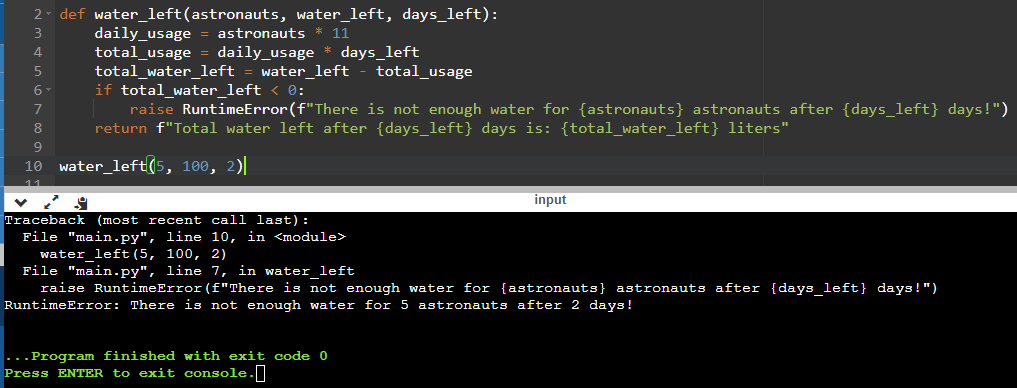 2 def water_left(astronauts, water_left, days_left):
3     daily_usage = astronauts * 11
4     total_usage = daily_usage * days_left
5     total_water_left = water_left - total_usage
6     if total_water_left < 0:
7         raise RuntimeError(f"There is not enough water for {astronauts} astronauts after {days_left} days!")
8     return f"Total water left after {days_left} days is: {total_water_left} liters"
9
10 water_left(5, 100, 2)
11
input
Traceback (most recent call last):
  File "main.py", line 10, in <module>
    water_left(5, 100, 2)
  File "main.py", line 7, in water_left
    raise RuntimeError(f"There is not enough water for {astronauts} astronauts after {days_left} days!")
RuntimeError: There is not enough water for 5 astronauts after 2 days!
...Program finished with exit code 0
Press ENTER to exit console.